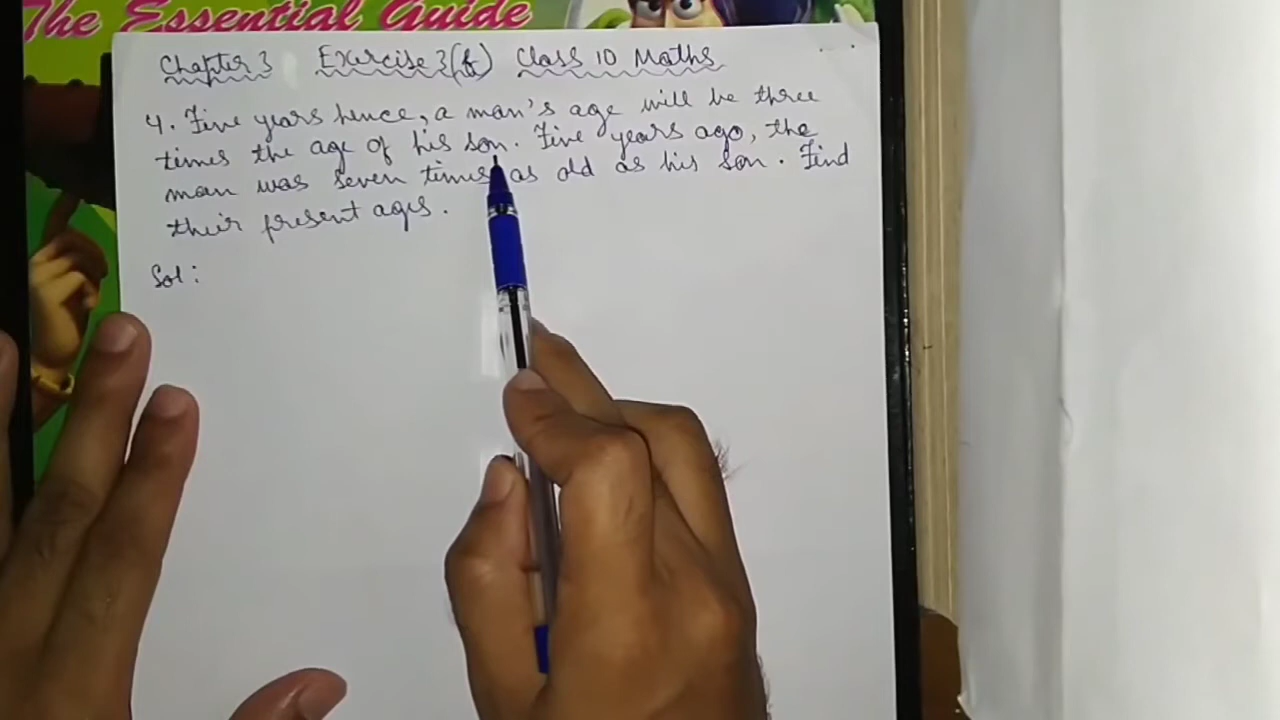 The Essential Guide
Chapter 3 Exercise 3(f) Class 10 Maths
4. Five years hence, a man's age will be three
times the age of his son. Five years ago, the
man was seven times as old as his son. Find
their present ages.
Sol: